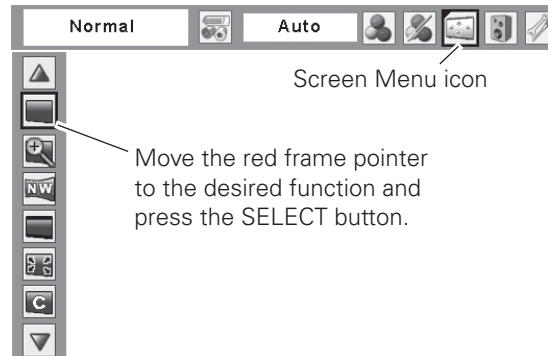 Normal
Auto
Screen Menu icon
Move the red frame pointer
to the desired function and
press the SELECT button.
NW
C